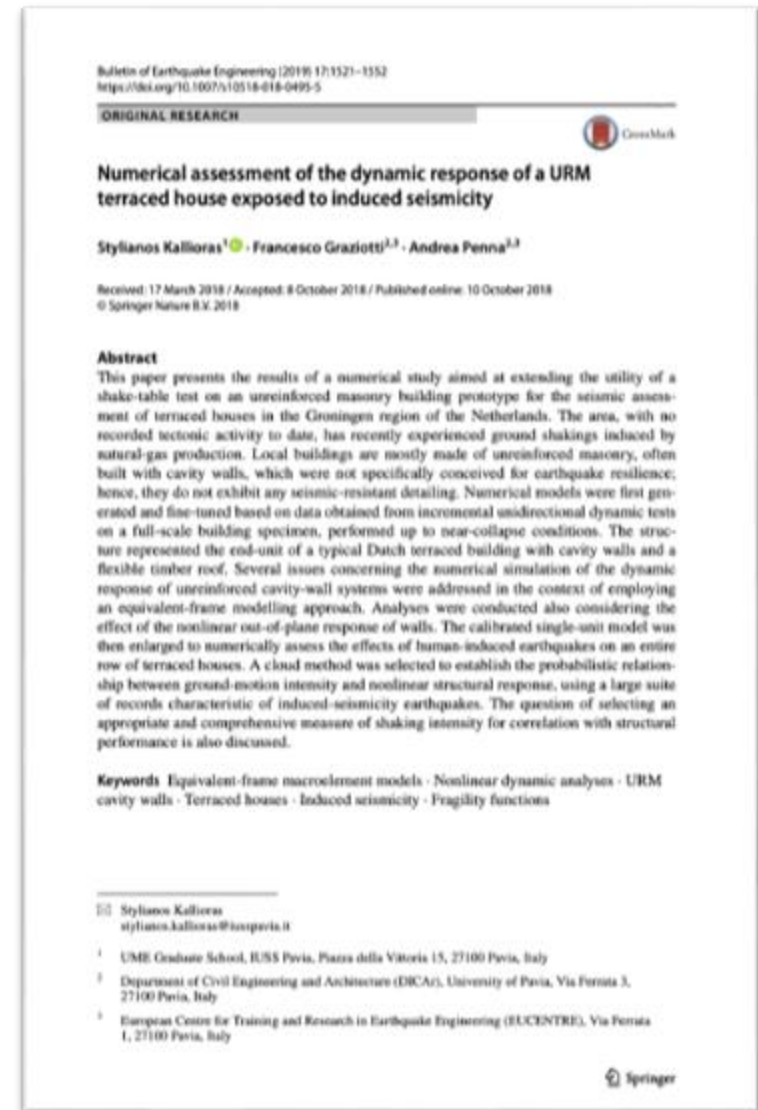 Bulletin of Earthquake Engineering (2019) 17:1521–1552
https://doi.org/10.1007/s10518-018-0495-5
ORIGINAL RESEARCH
CrossMark
Numerical assessment of the dynamic response of a URM
terraced house exposed to induced seismicity
Stylianos Kallioras¹ · Francesco Graziotti²,³ · Andrea Penna²,³
Received: 17 March 2018 / Accepted: 8 October 2018 / Published online: 10 October 2018
© Springer Nature B.V. 2018
Abstract
This paper presents the results of a numerical study aimed at extending the utility of a
shake-table test on an unreinforced masonry building prototype for the seismic assess-
ment of terraced houses in the Groningen region of the Netherlands. The area, with no
recorded tectonic activity to date, has recently experienced ground shakings induced by
natural-gas production. Local buildings are mostly made of unreinforced masonry, often
built with cavity walls, which were not specifically conceived for earthquake resilience;
hence, they do not exhibit any seismic-resistant detailing. Numerical models were first gen-
erated and fine-tuned based on data obtained from incremental unidirectional dynamic tests
on a full-scale building specimen, performed up to near-collapse conditions. The struc-
ture represented the end-unit of a typical Dutch terraced building with cavity walls and a
flexible timber roof. Several issues concerning the numerical simulation of the dynamic
response of unreinforced cavity-wall systems were addressed in the context of employing
an equivalent-frame modelling approach. Analyses were conducted also considering the
effect of the nonlinear out-of-plane response of walls. The calibrated single-unit model was
then enlarged to numerically assess the effects of human-induced earthquakes on an entire
row of terraced houses. A cloud method was selected to establish the probabilistic relation-
ship between ground-motion intensity and nonlinear structural response, using a large suite
of records characteristic of induced-seismicity earthquakes. The question of selecting an
appropriate and comprehensive measure of shaking intensity for correlation with structural
performance is also discussed.
Keywords Equivalent-frame macroelement models · Nonlinear dynamic analyses · URM
cavity walls · Terraced houses · Induced seismicity · Fragility functions
Stylianos Kallioras
stylianos.kallioras@iusspavia.it
¹ UME Graduate School, IUSS Pavia, Piazza della Vittoria 15, 27100 Pavia, Italy
² Department of Civil Engineering and Architecture (DICAr), University of Pavia, Via Ferrata 3,
27100 Pavia, Italy
³ European Centre for Training and Research in Earthquake Engineering (EUCENTRE), Via Ferrata
1, 27100 Pavia, Italy
Springer